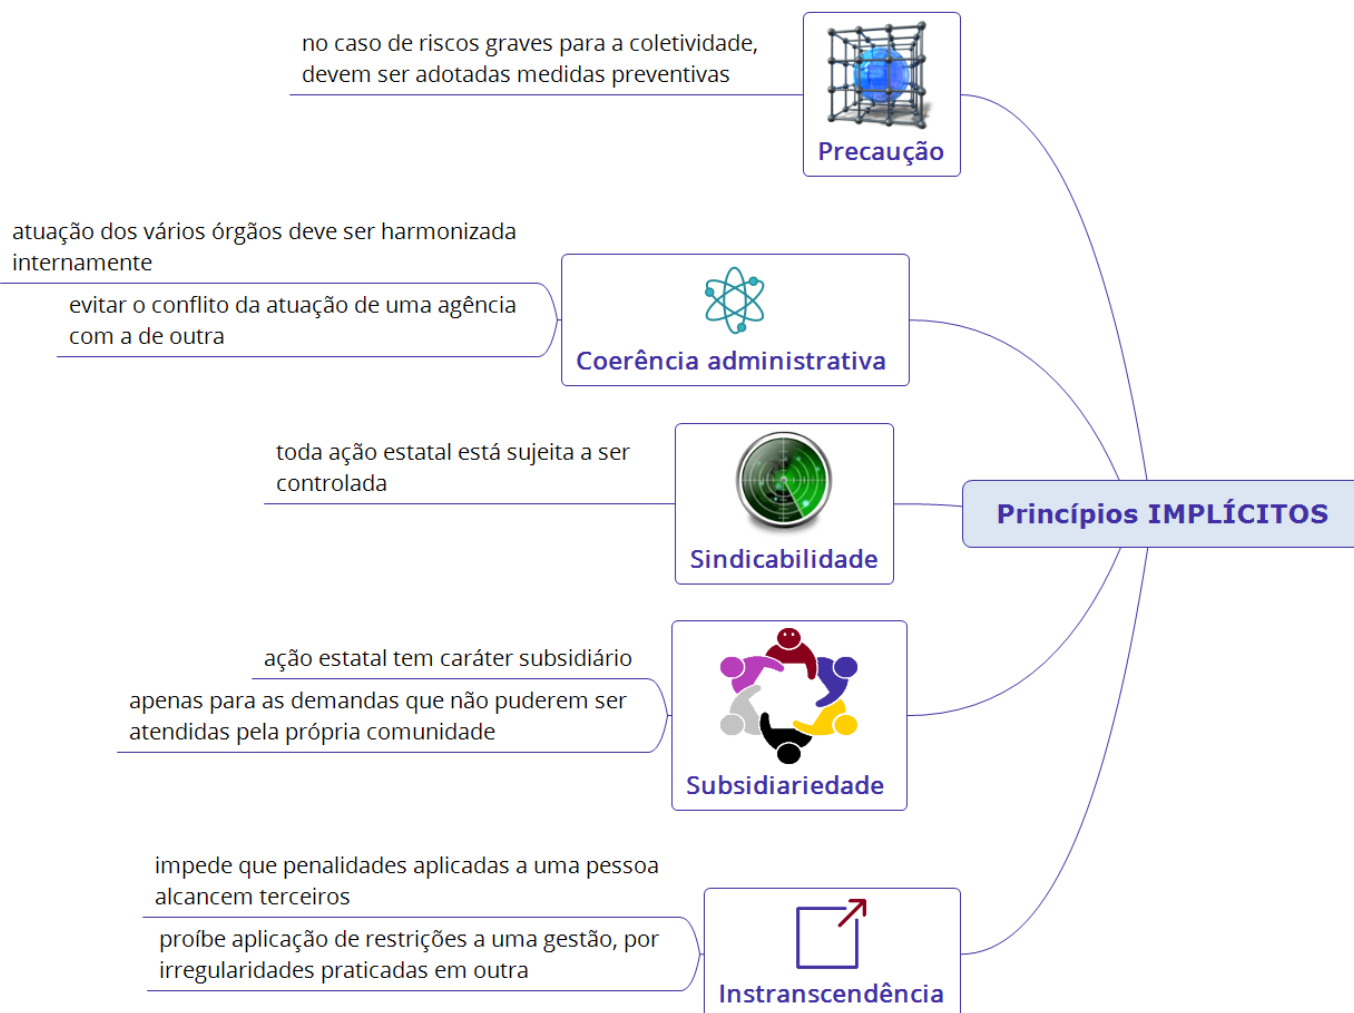 no caso de riscos graves para a coletividade,
devem ser adotadas medidas preventivas
Precaução
atuação dos vários órgãos deve ser harmonizada
internamente
evitar o conflito da atuação de uma agência
com a de outra
Coerência administrativa
toda ação estatal está sujeita a ser
controlada
Sindicabilidade
Princípios IMPLÍCITOS
ação estatal tem caráter subsidiário
apenas para as demandas que não puderem ser
atendidas pela própria comunidade
Subsidiariedade
impede que penalidades aplicadas a uma pessoa
alcancem terceiros
proíbe aplicação de restrições a uma gestão, por
irregularidades praticadas em outra
Instranscendência